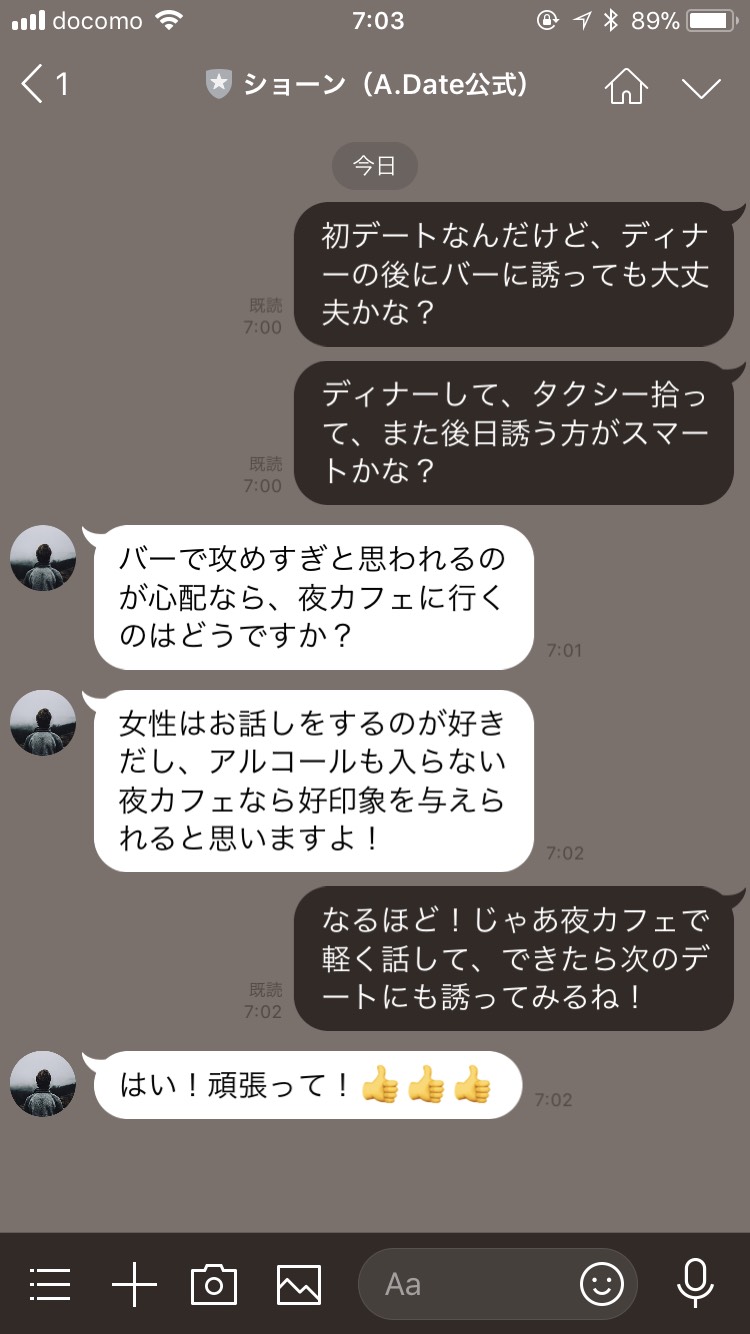 docomo 7:03 89%
1 ショーン（A.Date公式）
今日
初デートなんだけど、ディナ
ーの後にバーに誘っても大丈
夫かな？
既読
7:00
ディナーして、タクシー拾っ
て、また後日誘う方がスマー
トかな？
既読
7:00
バーで攻めすぎと思われるの
が心配なら、夜カフェに行く
のはどうですか？
7:01
女性はお話しをするのが好き
だし、アルコールも入らない
夜カフェなら好印象を与えら
れると思いますよ！
7:02
なるほど！じゃあ夜カフェで
軽く話して、できたら次のデ
ートにも誘ってみるね！
既読
7:02
はい！頑張って！👍👍👍
7:02
Aa